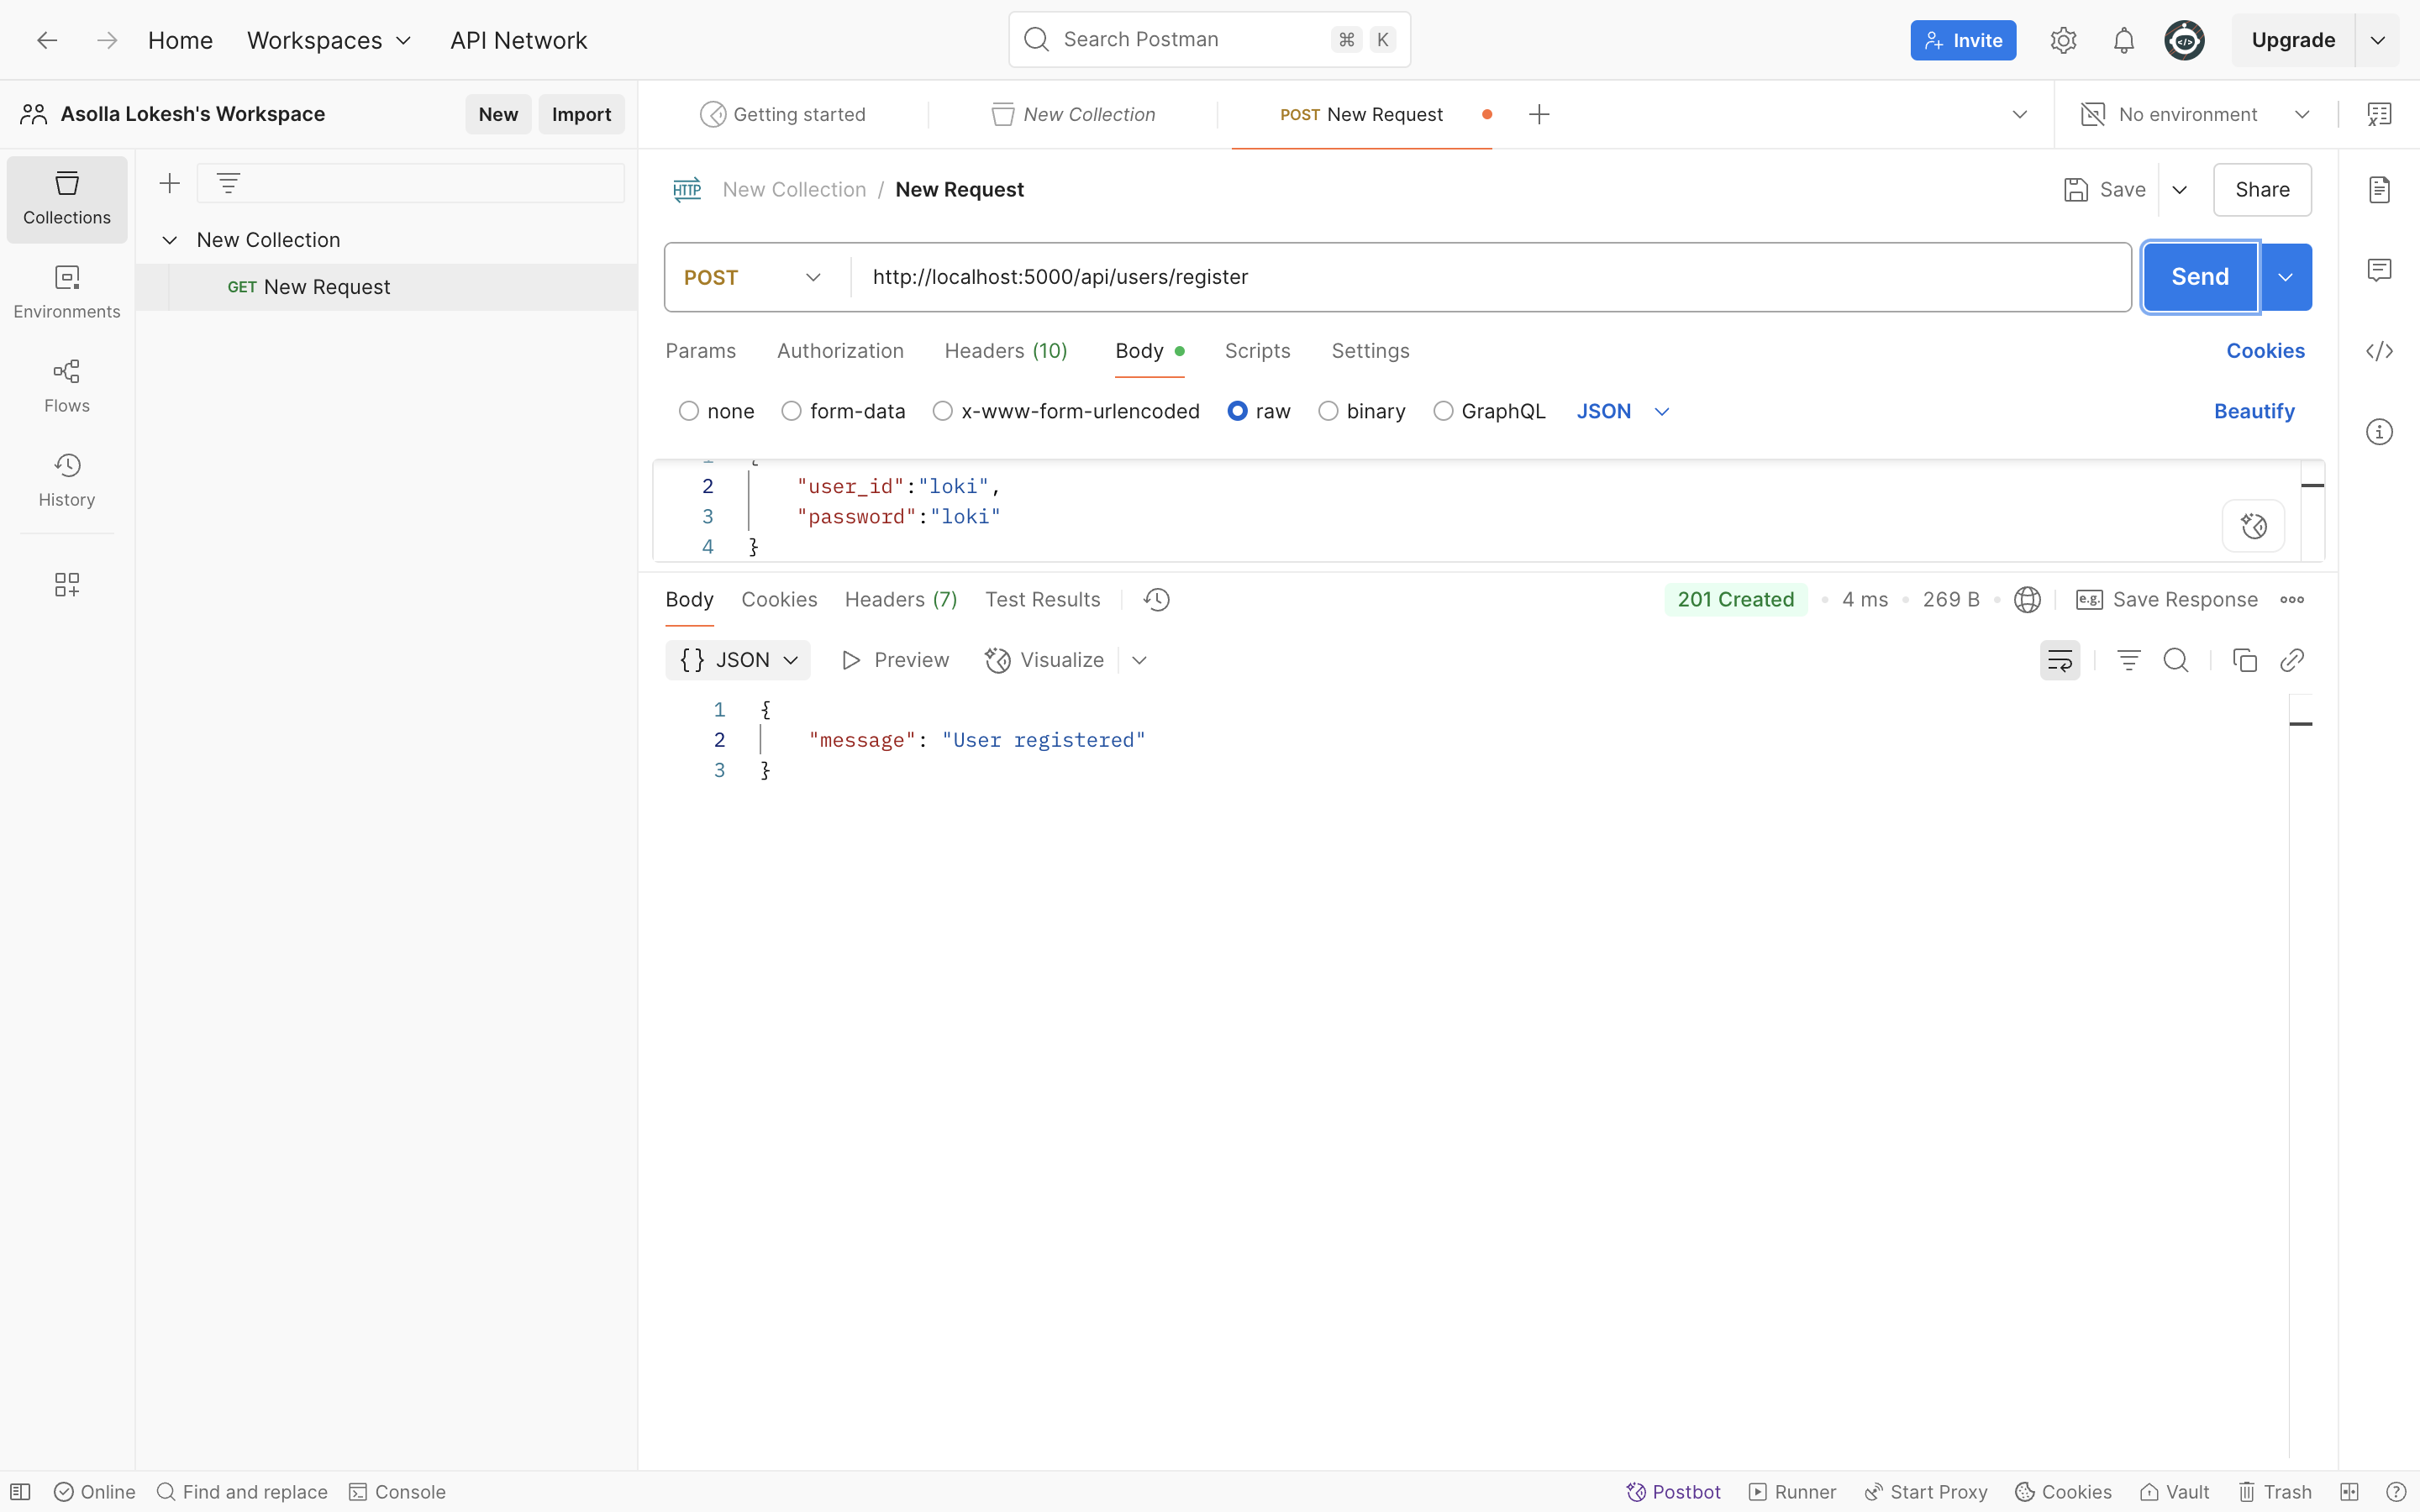 Home Workspaces API Network Search Postman ⌘ K Invite Upgrade
Asolla Lokesh's Workspace New Import Getting started New Collection POST New Request No environment
Collections
Environments
Flows
History
New Collection
GET New Request
HTTP New Collection / New Request Save Share
POST http://localhost:5000/api/users/register Send
Params Authorization Headers (10) Body Scripts Settings Cookies
none form-data x-www-form-urlencoded raw binary GraphQL JSON Beautify
2 "user_id":"loki",
3 "password":"loki"
4 }
Body Cookies Headers (7) Test Results 201 Created • 4 ms • 269 B • e.g. Save Response
{} JSON Preview Visualize
1 {
2 "message": "User registered"
3 }
Online Find and replace Console Postbot Runner Start Proxy Cookies Vault Trash